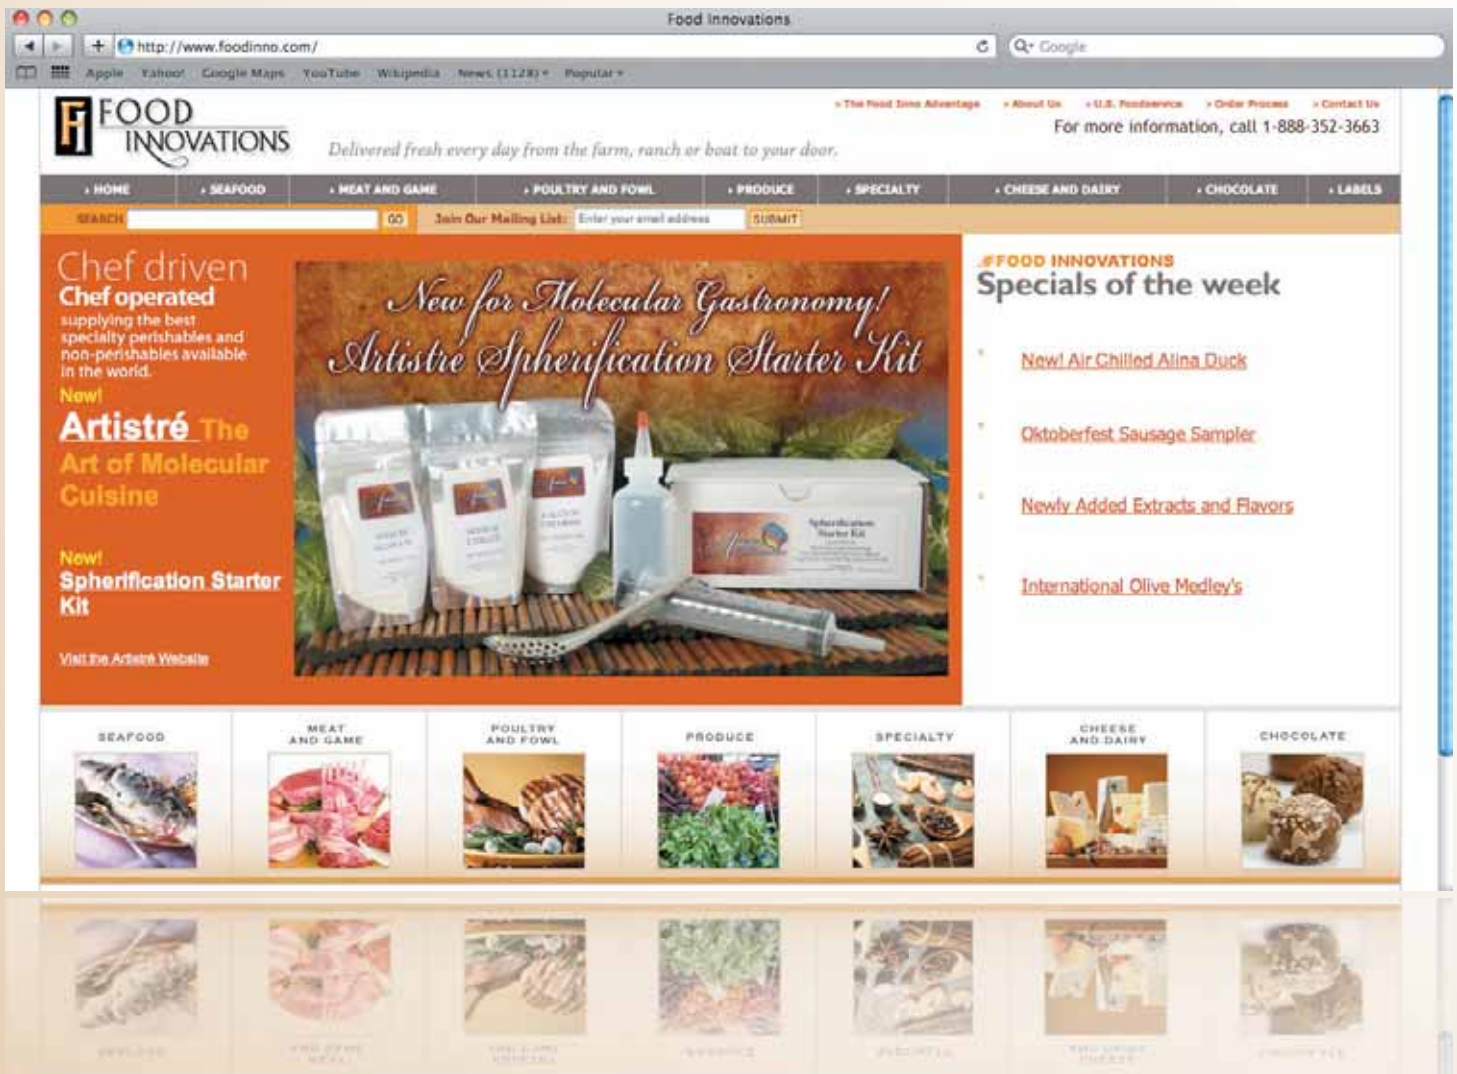 Food Innovations
http://www.foodinno.com/
Google
Apple Yahoo! Google Maps YouTube Wikipedia News (1128) Popular
FOOD
INNOVATIONS
Delivered fresh every day from the farm, ranch or boat to your door.
» The Food Inno Advantage » About Us » U.S. Foodservice » Order Process » Contact Us
For more information, call 1-888-352-3663
HOME SEAFOOD MEAT AND GAME POULTRY AND FOWL PRODUCE SPECIALTY CHEESE AND DAIRY CHOCOLATE LABELS
SEARCH GO Join Our Mailing List: Enter your email address SUBMIT
Chef driven
Chef operated
supplying the best
specialty perishables and
non-perishables available
in the world.
New!
Artistré The
Art of Molecular
Cuisine
New!
Spherification Starter
Kit
Visit the Artistré Website
New for Molecular Gastronomy!
Artistré Spherification Starter Kit
Spherification
Starter Kit
FOOD INNOVATIONS
Specials of the week
New! Air Chilled Alina Duck
Oktoberfest Sausage Sampler
Newly Added Extracts and Flavors
International Olive Medley's
SEAFOOD
MEAT
AND GAME
POULTRY
AND FOWL
PRODUCE
SPECIALTY
CHEESE
AND DAIRY
CHOCOLATE